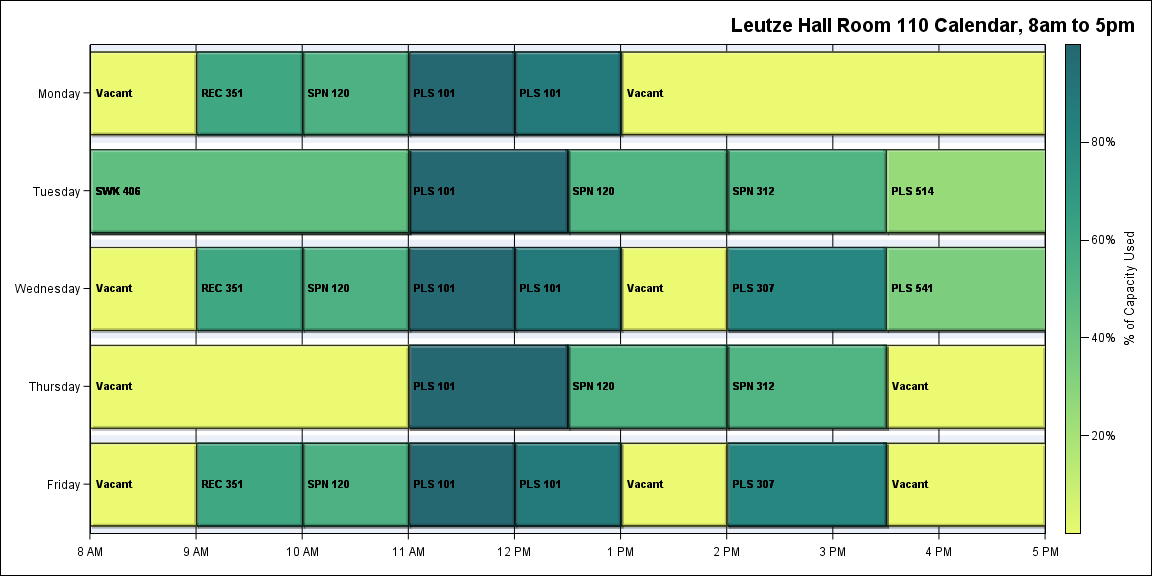 Leutze Hall Room 110 Calendar, 8am to 5pm
Monday
Vacant
REC 351
SPN 120
PLS 101
PLS 101
Vacant
80%
Tuesday
SWK 406
PLS 101
SPN 120
SPN 312
PLS 514
60%
% of Capacity Used
Wednesday
Vacant
REC 351
SPN 120
PLS 101
PLS 101
Vacant
PLS 307
PLS 541
40%
Thursday
Vacant
PLS 101
SPN 120
SPN 312
Vacant
20%
Friday
Vacant
REC 351
SPN 120
PLS 101
PLS 101
Vacant
PLS 307
Vacant
8 AM
9 AM
10 AM
11 AM
12 PM
1 PM
2 PM
3 PM
4 PM
5 PM